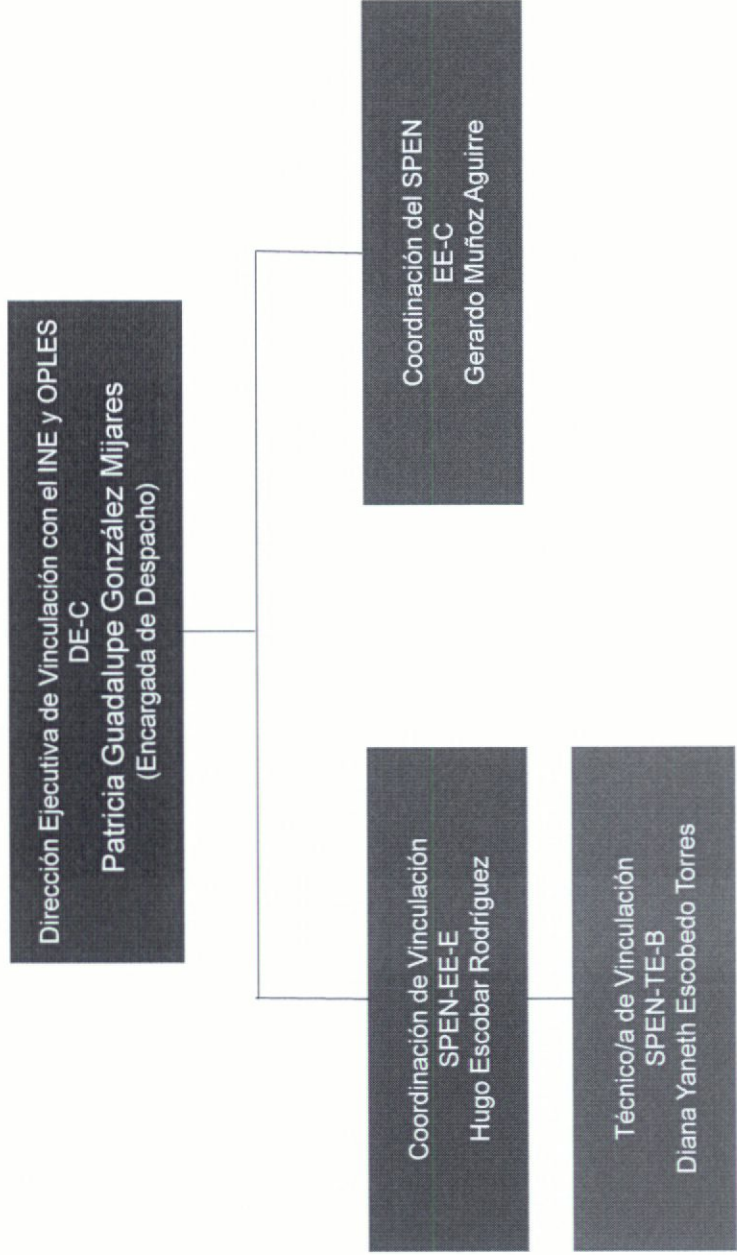 Dirección Ejecutiva de Vinculación con el INE y OPLES
DE-C
Patricia Guadalupe González Mijares
(Encargada de Despacho)
Coordinación de Vinculación
SPEN-EE-E
Hugo Escobar Rodríguez
Técnico/a de Vinculación
SPEN-TE-B
Diana Yaneth Escobedo Torres
Coordinación del SPEN
EE-C
Gerardo Muñoz Aguirre